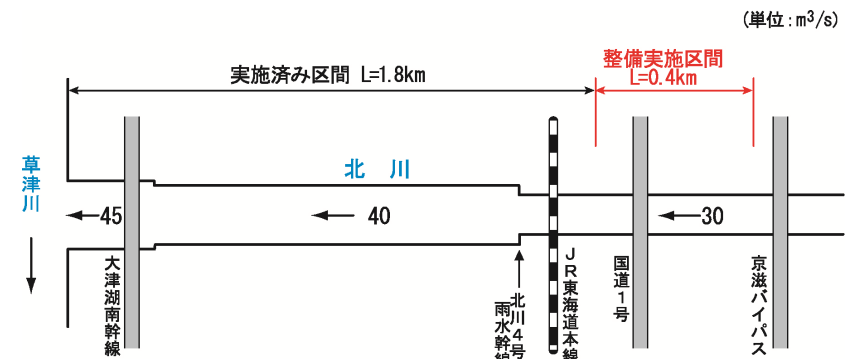 (単位:m³/s)
実施済み区間 L=1.8km
整備実施区間
L=0.4km
草津川
北 川
45
40
30
大津湖南幹線
北川4号
雨水幹線
JR東海道本線
国道1号
京滋バイパス